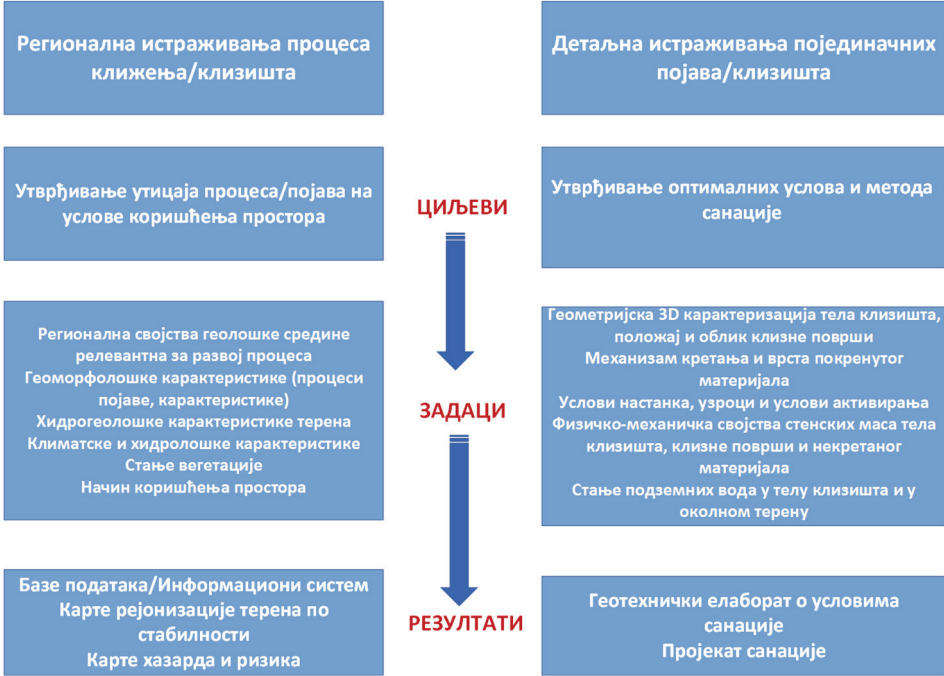 Регионална истраживања процеса
клижења/клизишта
Детаљна истраживања појединачних
појава/клизишта
Утврђивање утицаја процеса/појава на
услове коришћења простора
ЦИЉЕВИ
Утврђивање оптималних услова и метода
санације
Регионална својства геолошке средине
релевантна за развој процеса
Геоморфолошке карактеристике (процеси
појаве, карактеристике)
Хидрогеолошке карактеристике терена
Климатске и хидролошке карактеристике
Стање вегетације
Начин коришћења простора
ЗАДАЦИ
Геометријска 3D карактеризација тела клизишта,
положај и облик клизне површи
Механизам кретања и врста покренутог
материјала
Услови настанка, узроци и услови активирања
Физичко-механичка својства стенских маса тела
клизишта, клизне површи и некретаног
материјала
Стање подземних вода у телу клизишта и у
околном терену
Базе података/Информациони систем
Карте рејонизације терена по
стабилности
Карте хазарда и ризика
РЕЗУЛТАТИ
Геотехнички елаборат о условима
санације
Пројекат санације